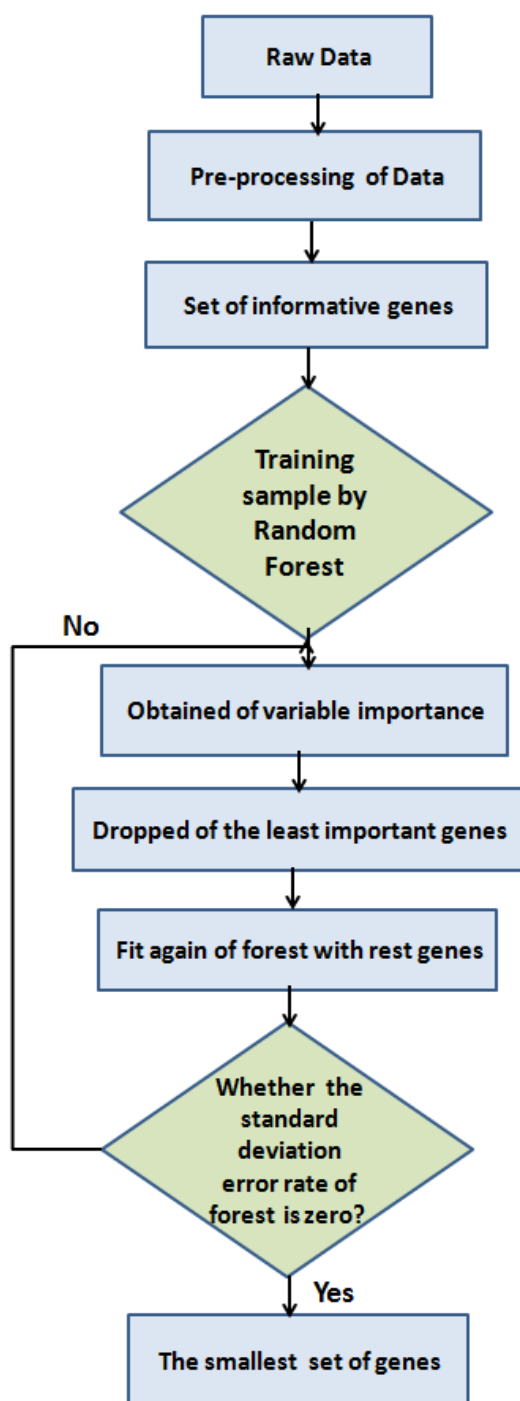 Raw Data
Pre-processing of Data
Set of informative genes
Training
sample by
Random
Forest
No
Obtained of variable importance
Dropped of the least important genes
Fit again of forest with rest genes
Whether the
standard
deviation
error rate of
forest is zero?
Yes
The smallest set of genes